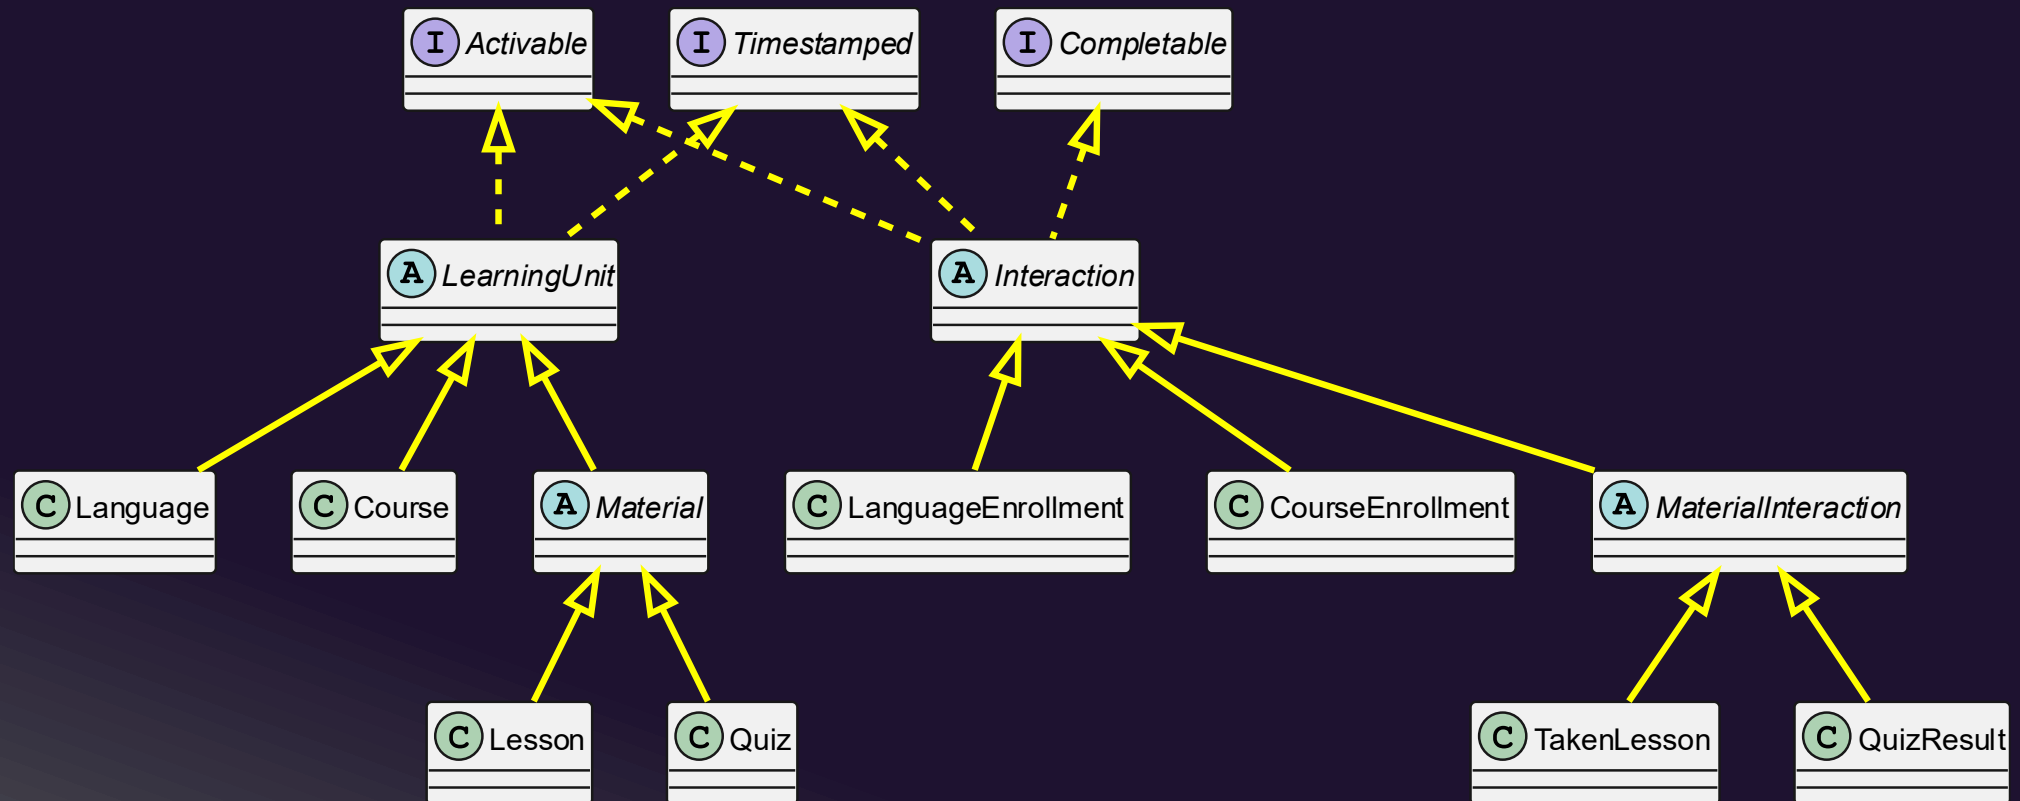 I Activable
I Timestamped
I Completable
A LearningUnit
A Interaction
C Language
C Course
A Material
C LanguageEnrollment
C CourseEnrollment
A MaterialInteraction
C Lesson
C Quiz
C TakenLesson
C QuizResult